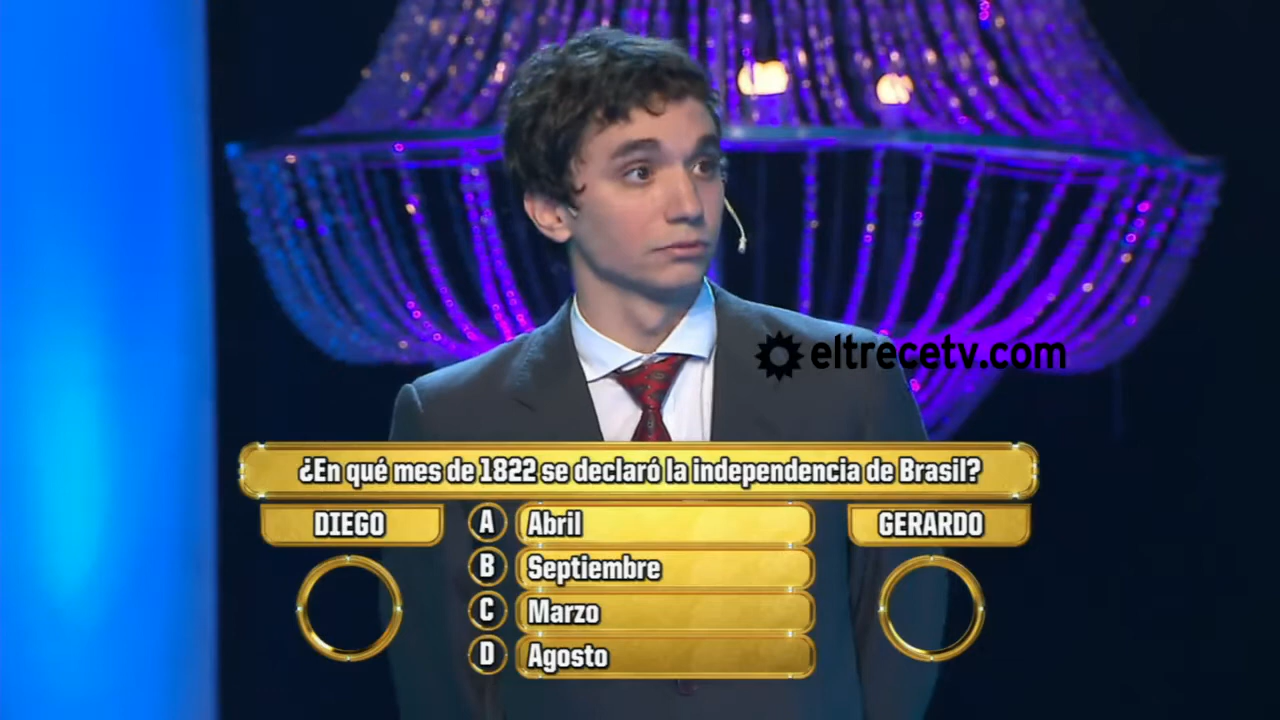 eltrecetv.com
¿En qué mes de 1822 se declaró la independencia de Brasil?
DIEGO
GERARDO
A Abril
B Septiembre
C Marzo
D Agosto